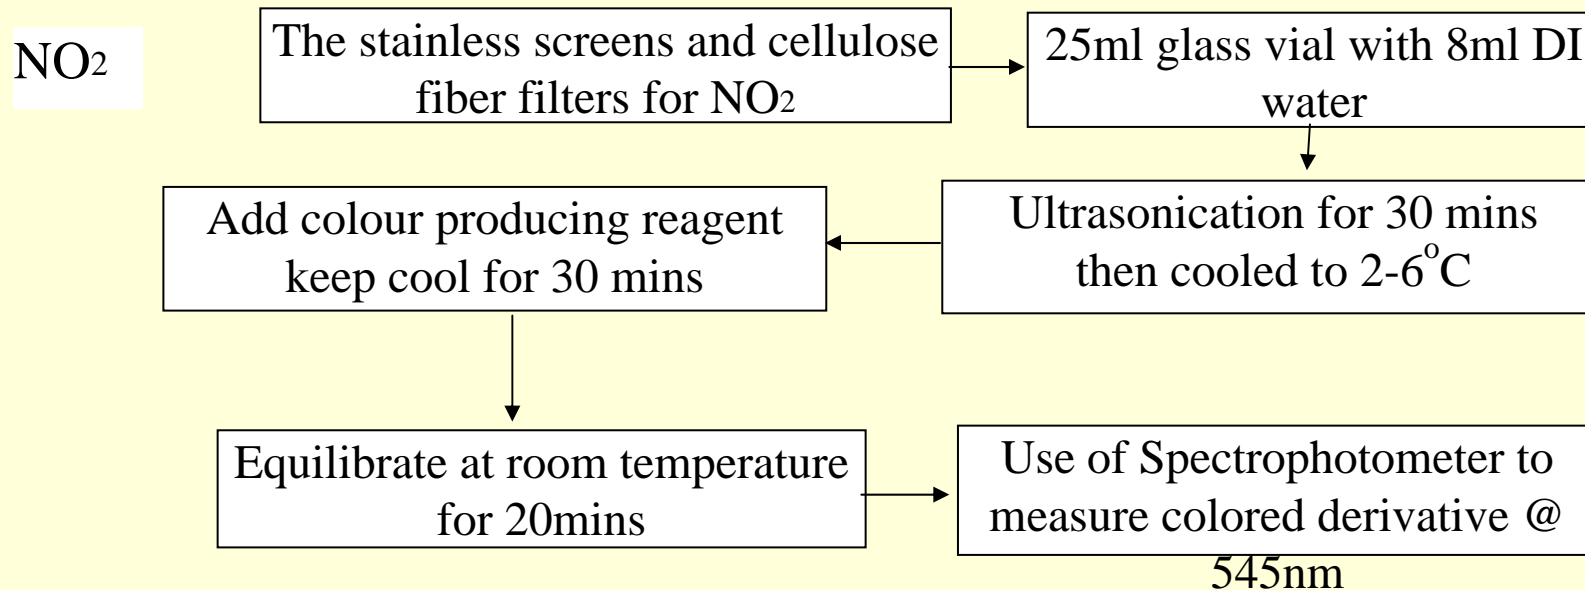 NO2
The stainless screens and cellulose
fiber filters for NO2
25ml glass vial with 8ml DI
water
Ultrasonication for 30 mins
then cooled to 2-6°C
Add colour producing reagent
keep cool for 30 mins
Equilibrate at room temperature
for 20mins
Use of Spectrophotometer to
measure colored derivative @
545nm